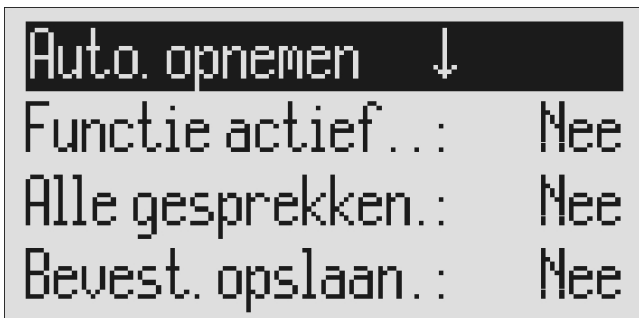 Auto. opnemen ↓
Functie actief..: Nee
Alle gesprekken.: Nee
Bevest. opslaan.: Nee